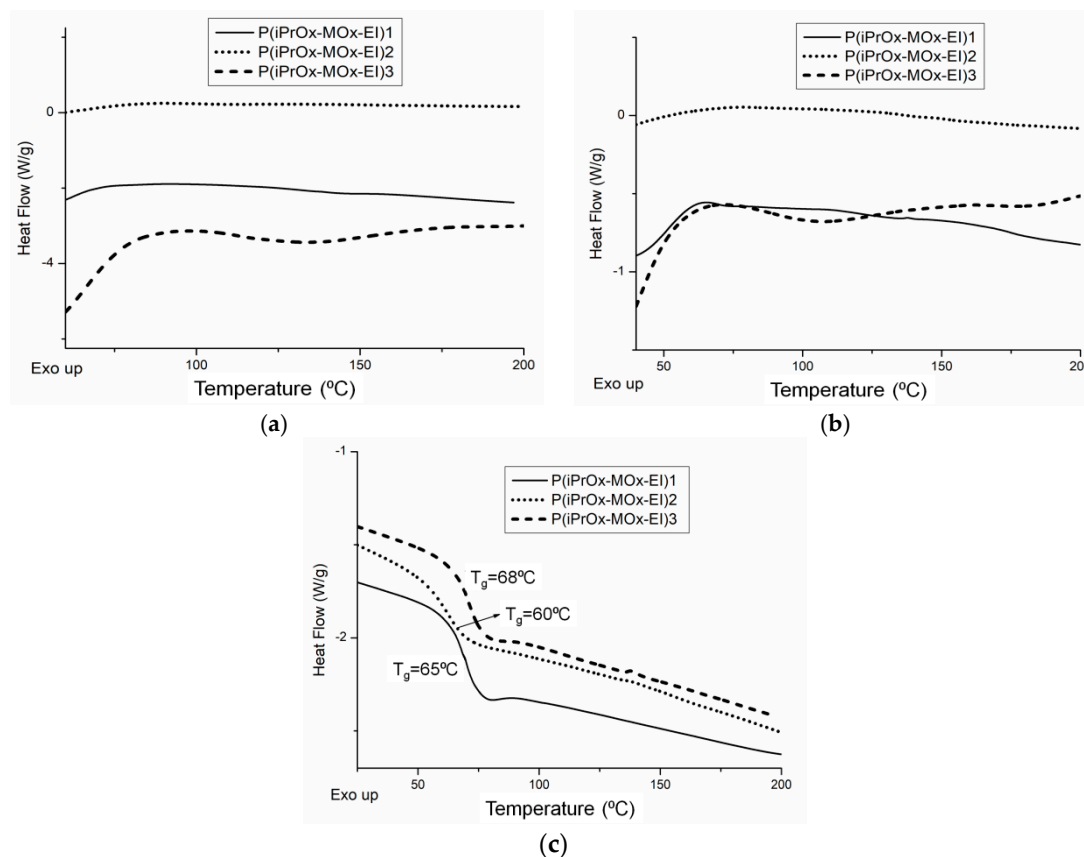 P(iPrOx-MOx-EI)1
P(iPrOx-MOx-EI)2
P(iPrOx-MOx-EI)3
0
-4
Heat Flow (W/g)
100
150
200
Exo up
Temperature (ºC)
(a)
P(iPrOx-MOx-EI)1
P(iPrOx-MOx-EI)2
P(iPrOx-MOx-EI)3
0
-1
Heat Flow (W/g)
50
100
150
Exo up
Temperature (ºC)
(b)
-1
P(iPrOx-MOx-EI)1
P(iPrOx-MOx-EI)2
P(iPrOx-MOx-EI)3
Tg=68ºC
Tg=60ºC
Tg=65ºC
-2
Heat Flow (W/g)
50
100
150
200
Exo up
Temperature (ºC)
(c)